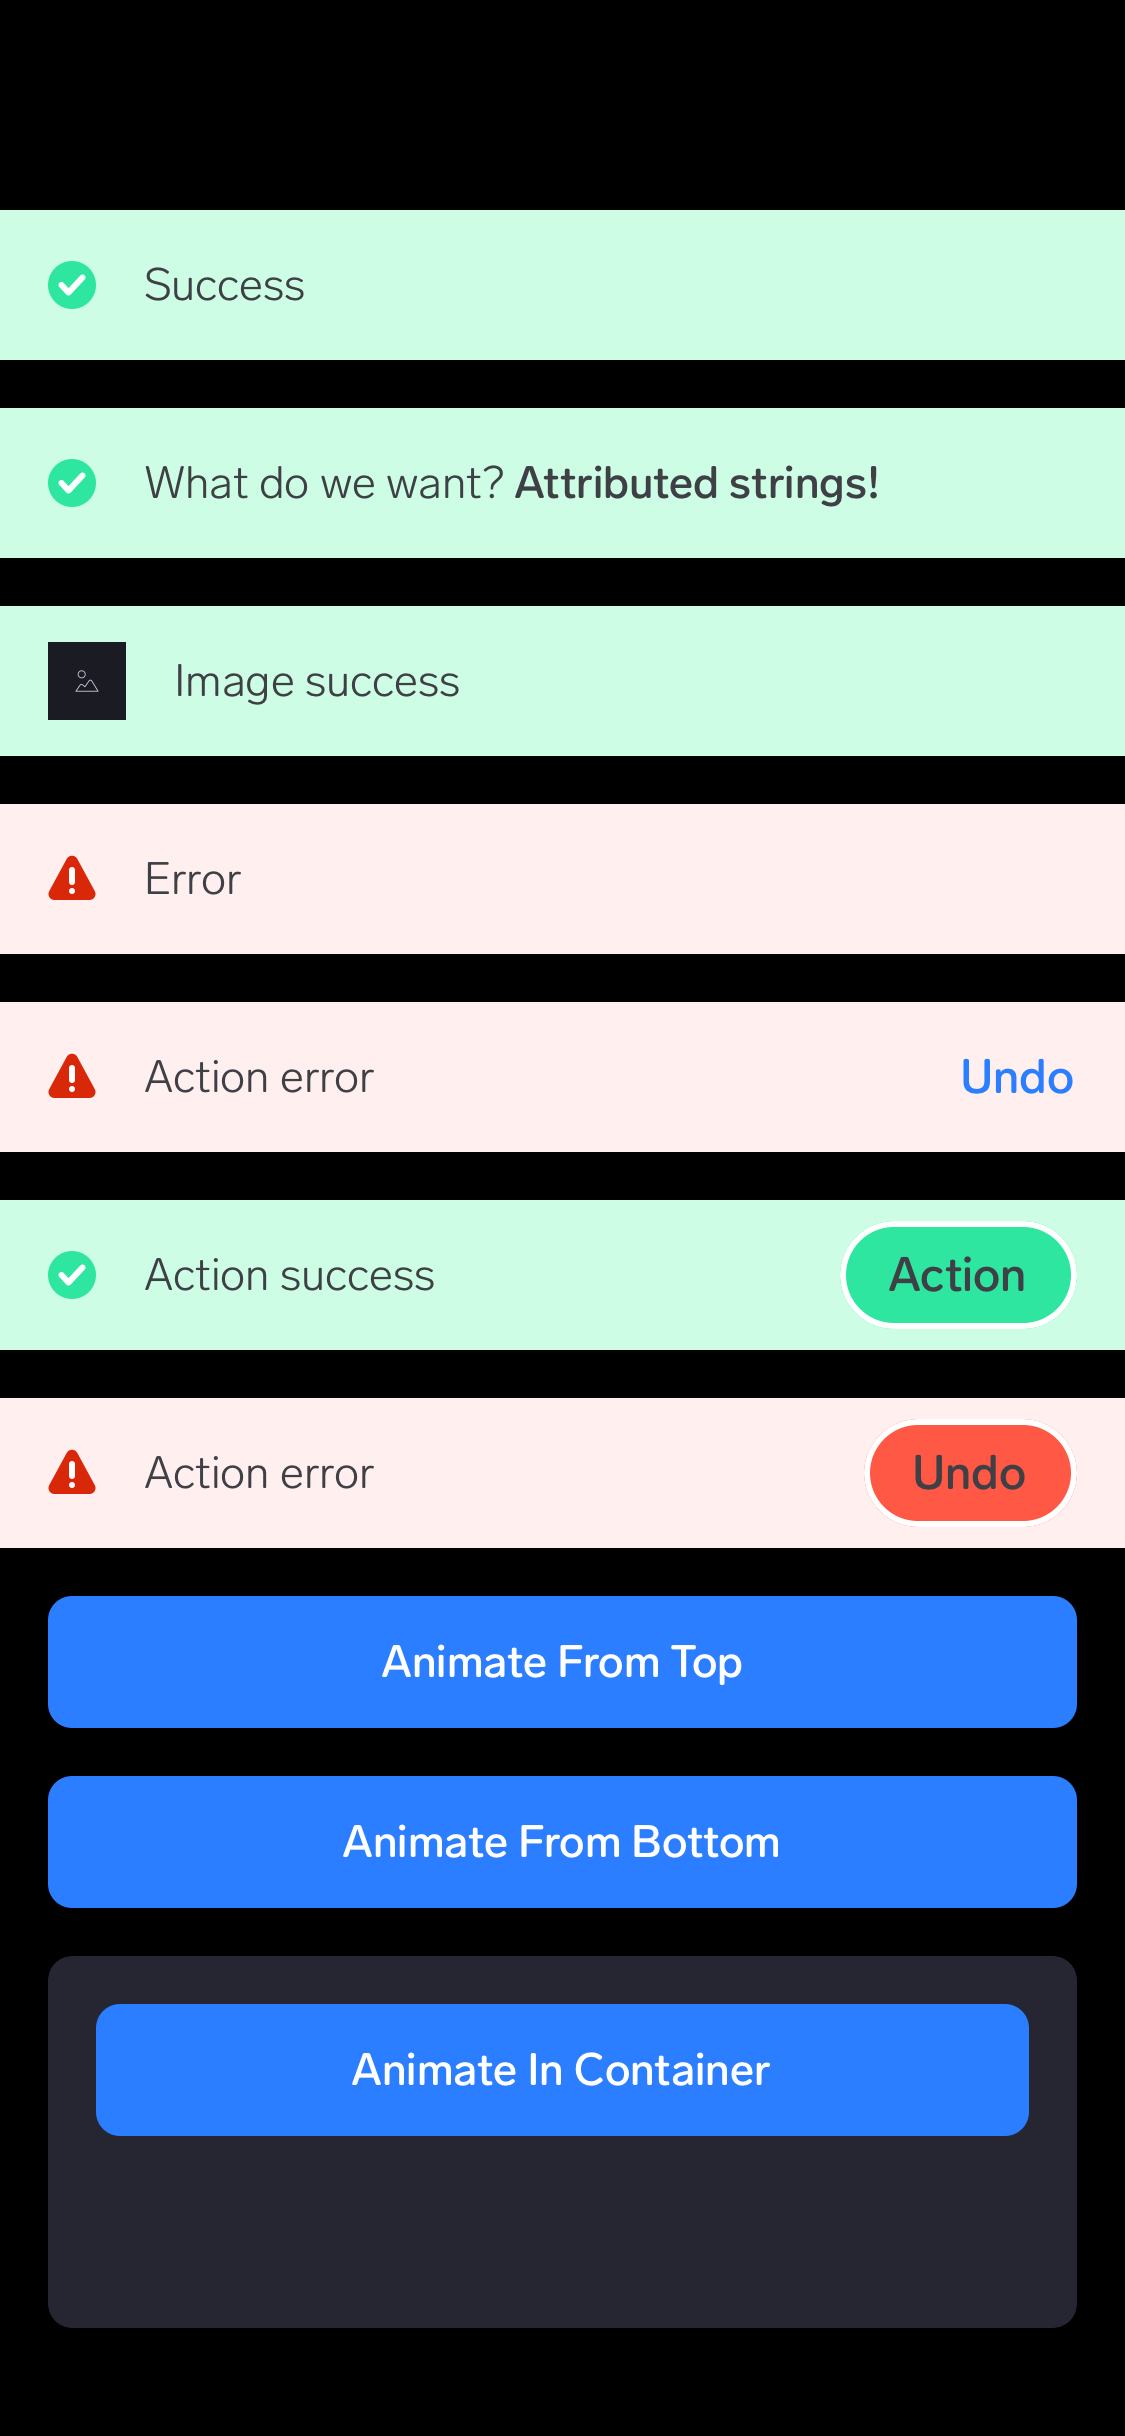 Success
What do we want? Attributed strings!
Image success
Error
Action error Undo
Action success Action
Action error Undo
Animate From Top
Animate From Bottom
Animate In Container